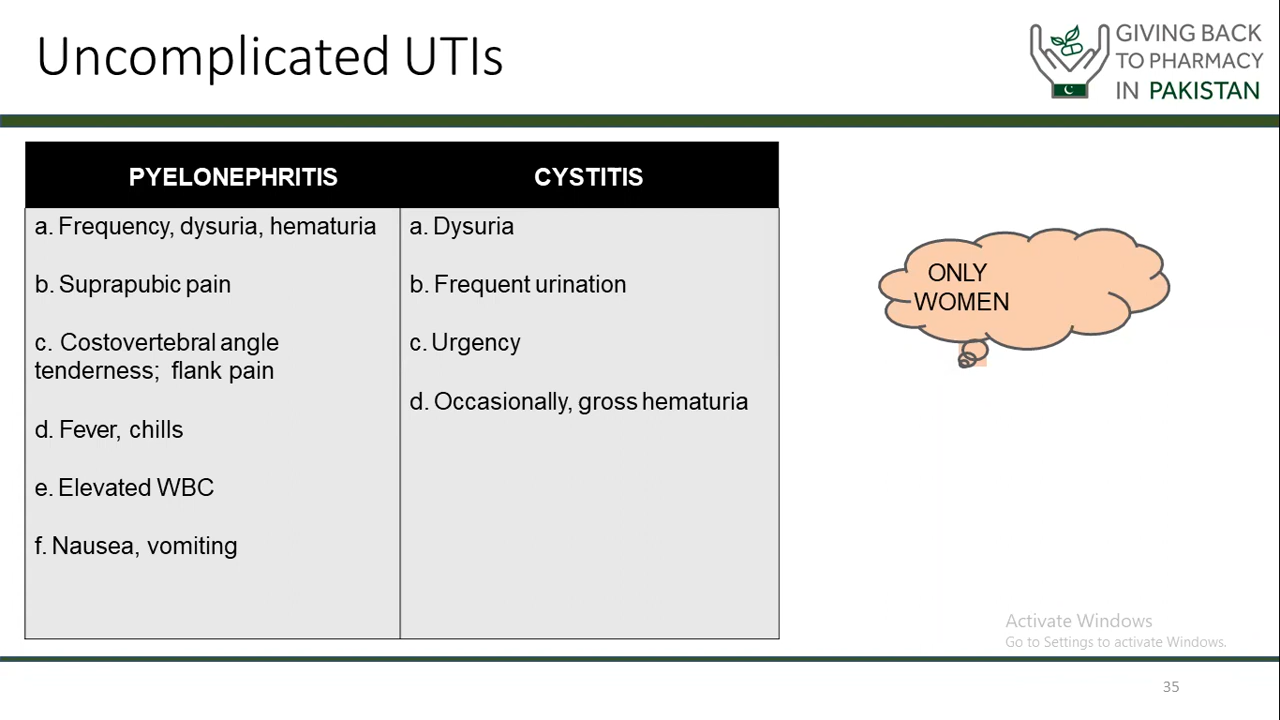 Uncomplicated UTIs
GIVING BACK
TO PHARMACY
IN PAKISTAN
PYELONEPHRITIS
a. Frequency, dysuria, hematuria
b. Suprapubic pain
c. Costovertebral angle
tenderness; flank pain
d. Fever, chills
e. Elevated WBC
f. Nausea, vomiting
CYSTITIS
a. Dysuria
b. Frequent urination
c. Urgency
d. Occasionally, gross hematuria
ONLY
WOMEN
Activate Windows
Go to Settings to activate Windows.
35